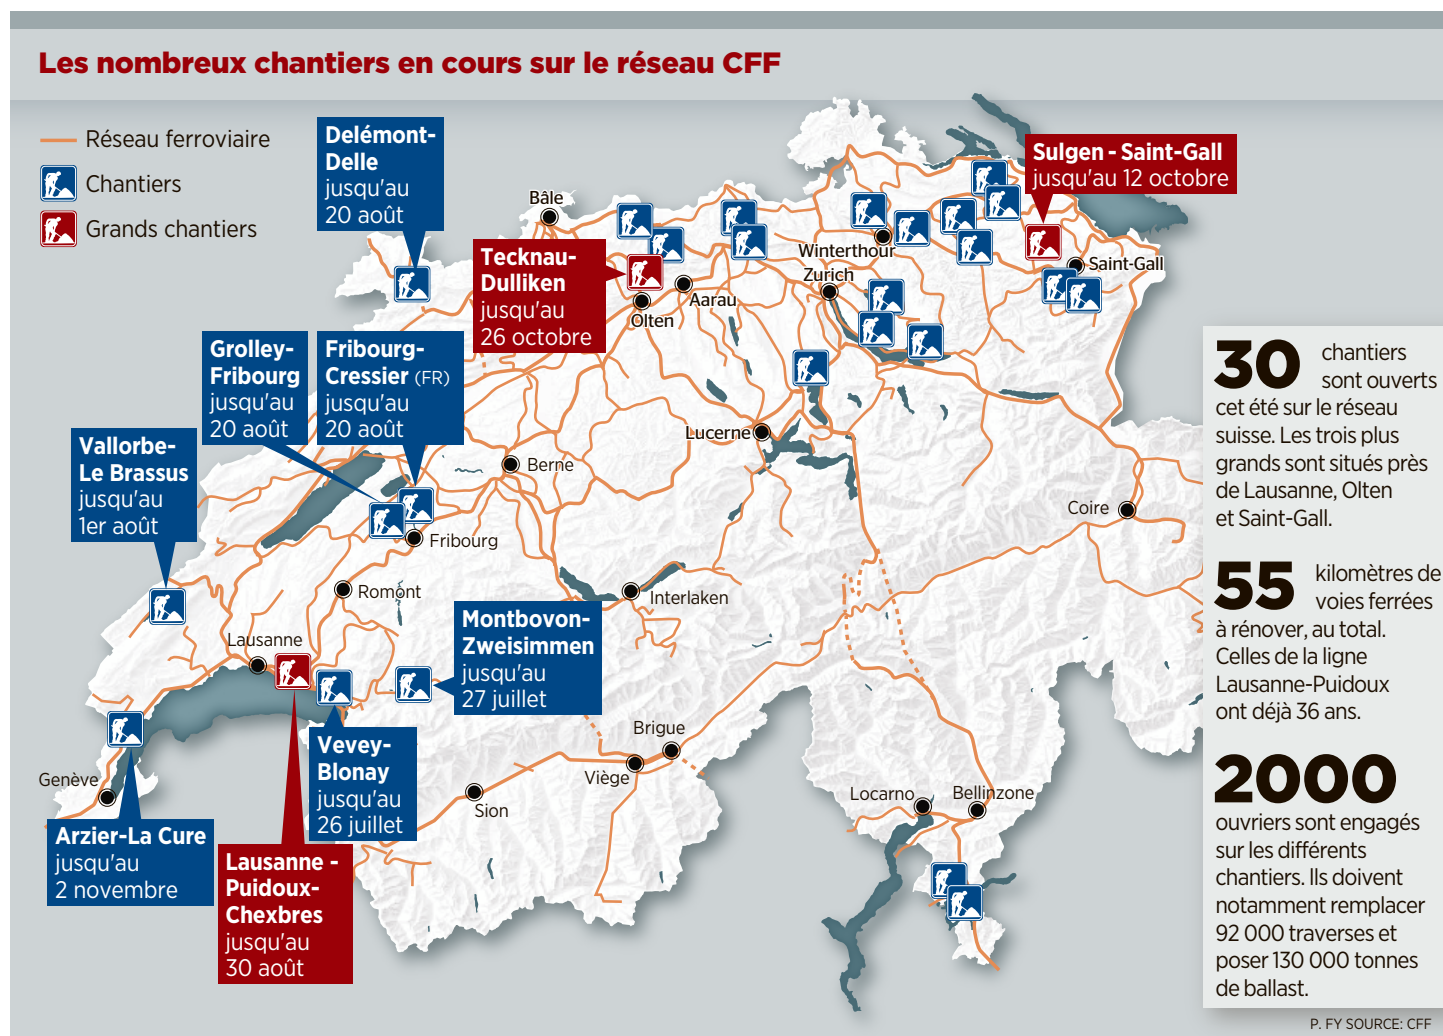 Les nombreux chantiers en cours sur le réseau CFF
Réseau ferroviaire
Chantiers
Grands chantiers
Delémont-
Delle
jusqu'au
20 août
Bâle
Tecknau-
Dulliken
jusqu'au
26 octobre
Sulgen - Saint-Gall
jusqu'au 12 octobre
Winterthour
Zurich
Saint-Gall
Aarau
Olten
Grolley-
Fribourg
jusqu'au
20 août
Fribourg-
Cressier (FR)
jusqu'au
20 août
Vallorbe-
Le Brassus
jusqu'au
1er août
Lucerne
Berne
Coire
Fribourg
Romont
Interlaken
Lausanne
Montbovon-
Zweisimmen
jusqu'au
27 juillet
Vevey-
Blonay
jusqu'au
26 juillet
Brigue
Viège
Sion
Locarno
Bellinzone
Genève
Arzier-La Cure
jusqu'au
2 novembre
Lausanne -
Puidoux-
Chexbres
jusqu'au
30 août
30 chantiers
sont ouverts
cet été sur le réseau
suisse. Les trois plus
grands sont situés près
de Lausanne, Olten
et Saint-Gall.
55 kilomètres de
voies ferrées
à rénover, au total.
Celles de la ligne
Lausanne-Puidoux
ont déjà 36 ans.
2000
ouvriers sont engagés
sur les différents
chantiers. Ils doivent
notamment remplacer
92 000 traverses et
poser 130 000 tonnes
de ballast.
P. FY SOURCE: CFF